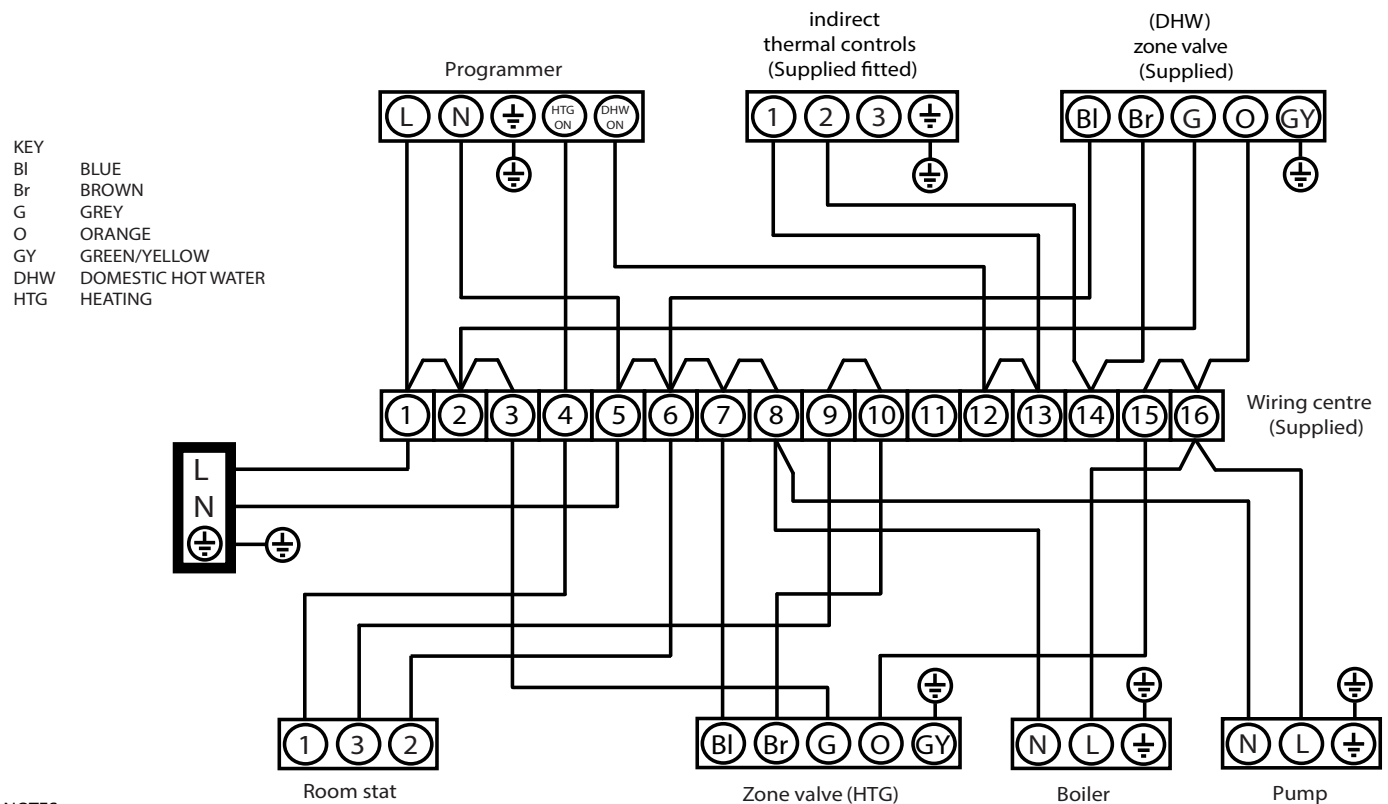 indirect
thermal controls
(Supplied fitted)
(DHW)
zone valve
(Supplied)
Programmer
L N HTG ON DHW ON
1 2 3
Bl Br G O GY
KEY
Bl BLUE
Br BROWN
G GREY
O ORANGE
GY GREEN/YELLOW
DHW DOMESTIC HOT WATER
HTG HEATING
1 2 3 4 5 6 7 8 9 10 11 12 13 14 15 16
Wiring centre
(Supplied)
L
N
1 3 2
Bl Br G O GY
N L
N L
Room stat
Zone valve (HTG)
Boiler
Pump